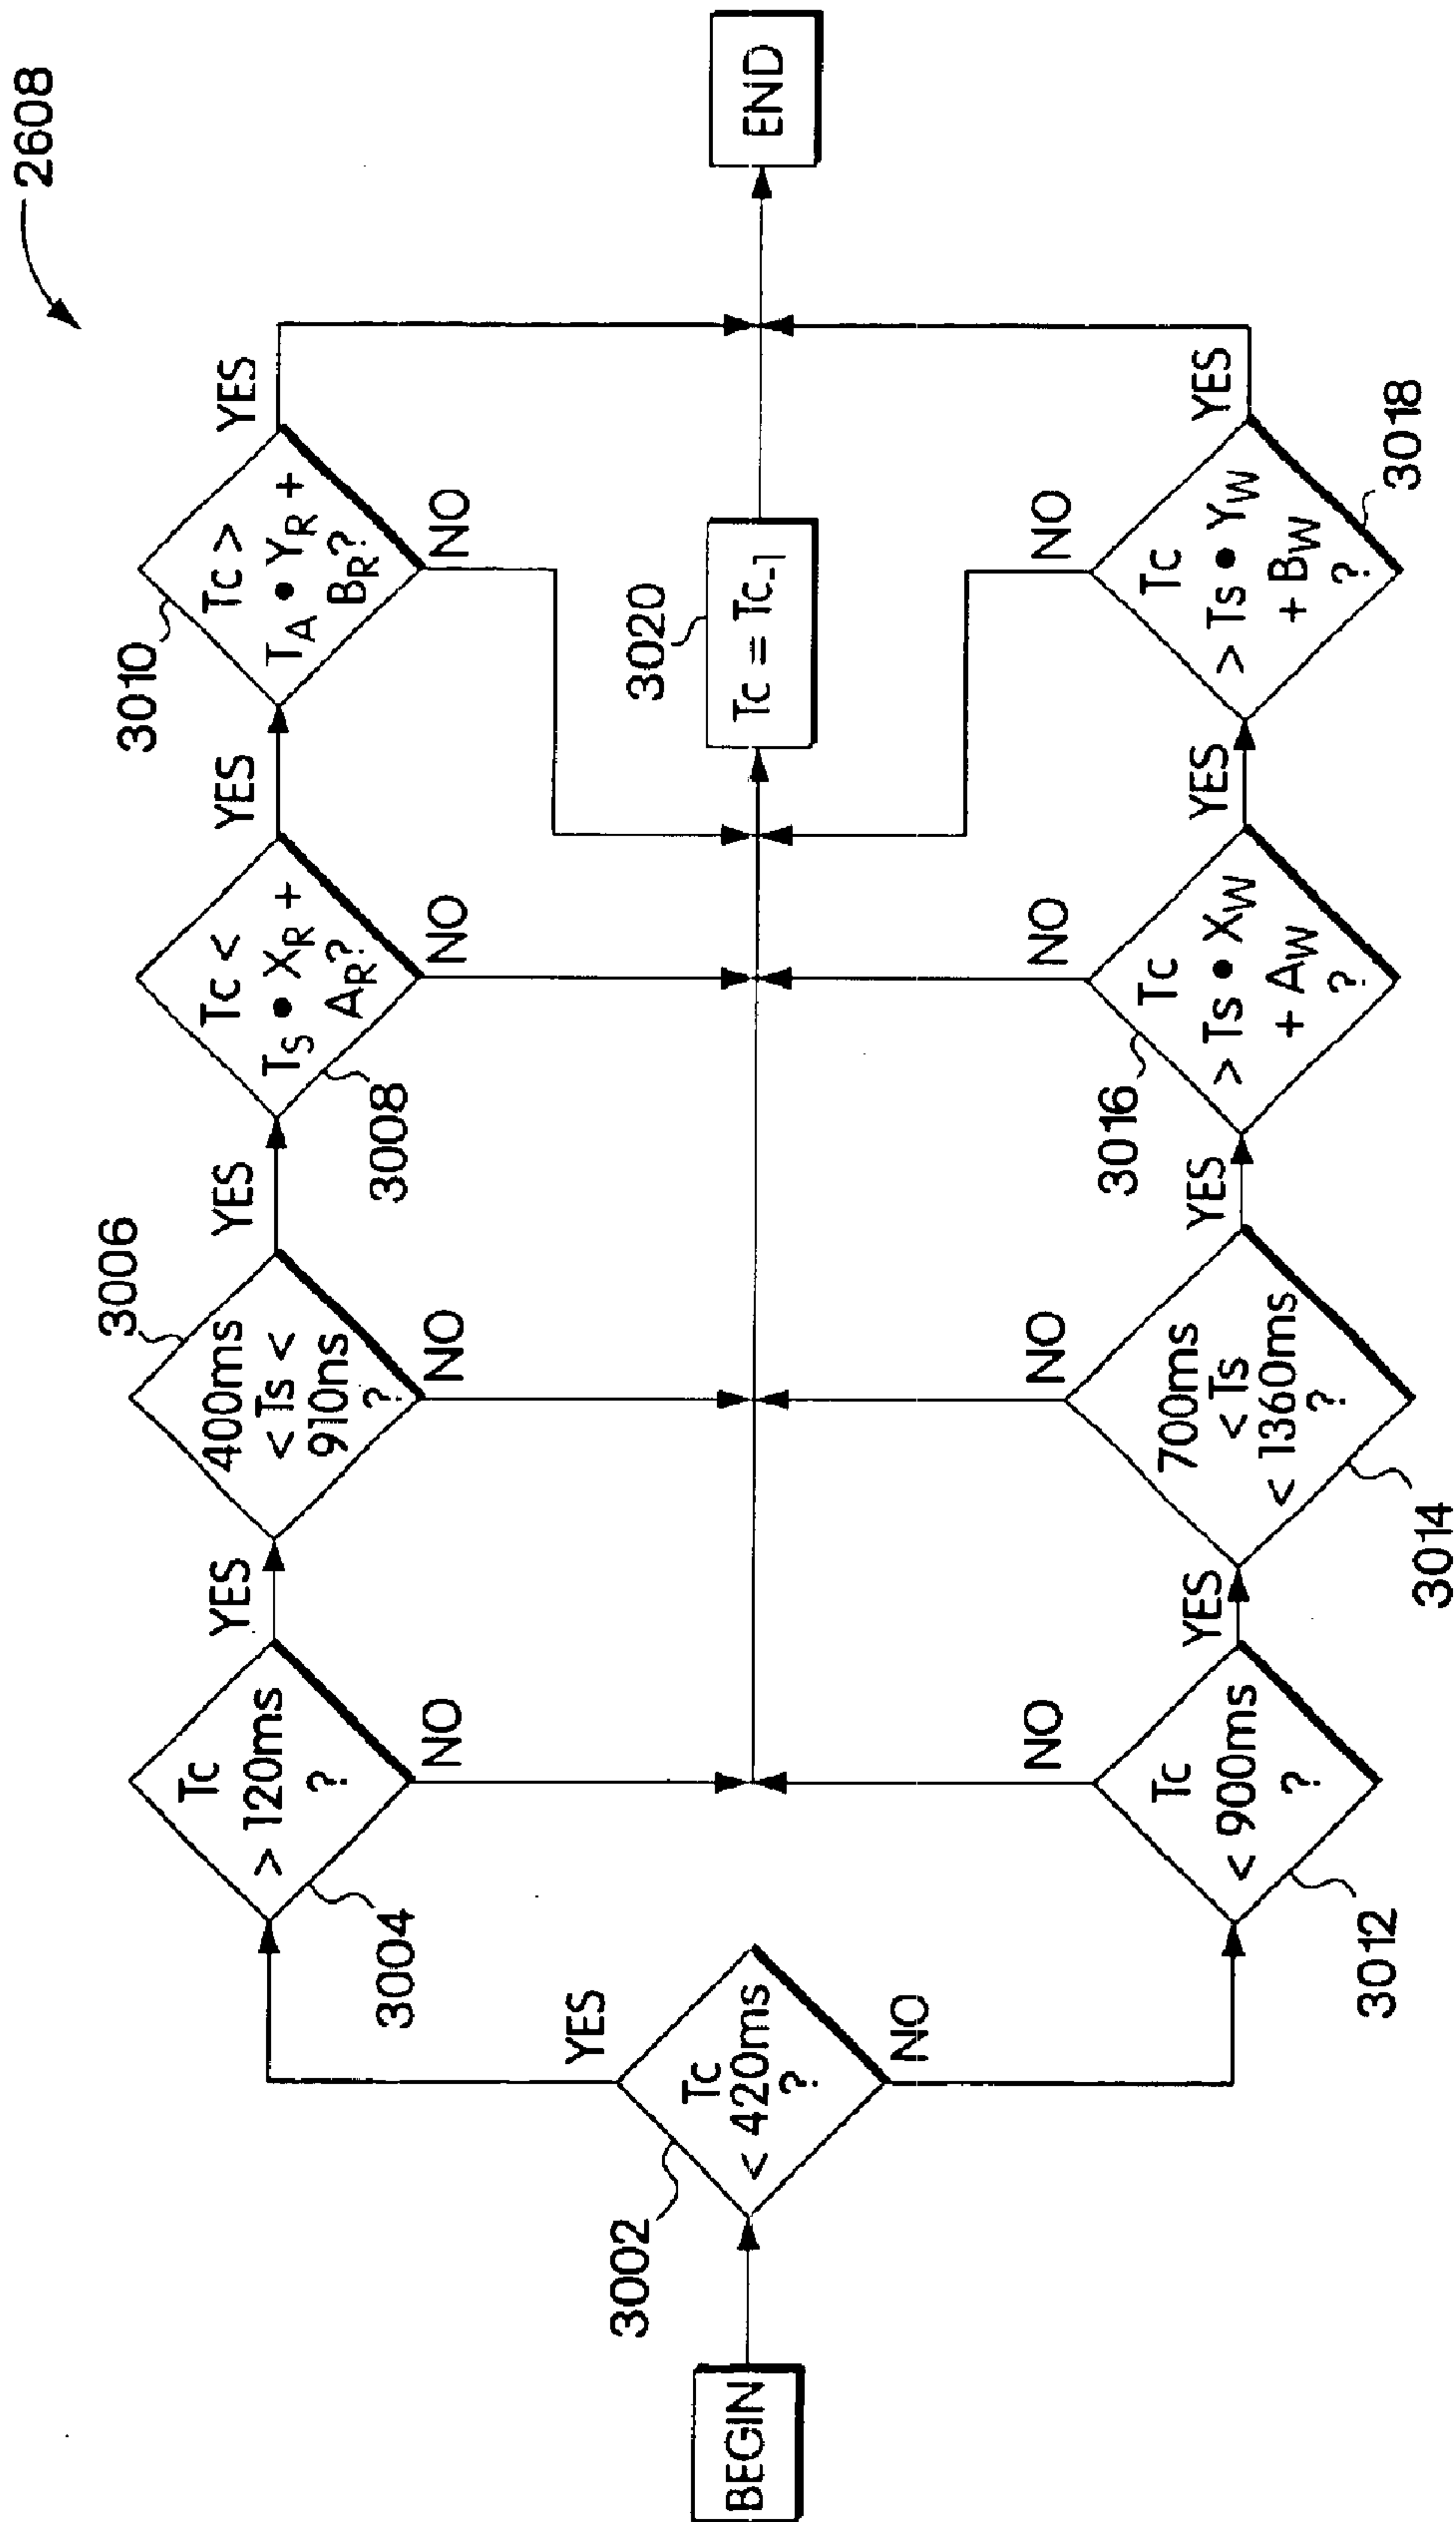 2608
BEGIN
3002
Tc
< 420ms
?
YES
NO
3004
Tc
> 120ms
?
YES
NO
3006
400ms
< Ts <
910ns
?
YES
NO
3008
Tc <
Ts • XR +
AR?
YES
NO
3010
Tc >
TA • YR +
BR?
YES
NO
3012
Tc
< 900ms
?
YES
NO
3014
700ms
< Ts
< 1360ms
?
YES
NO
3016
Tc
> Ts • XW
+ AW
?
YES
NO
3018
Tc
> Ts • YW
+ BW
?
YES
NO
3020
Tc = Tc-1
END